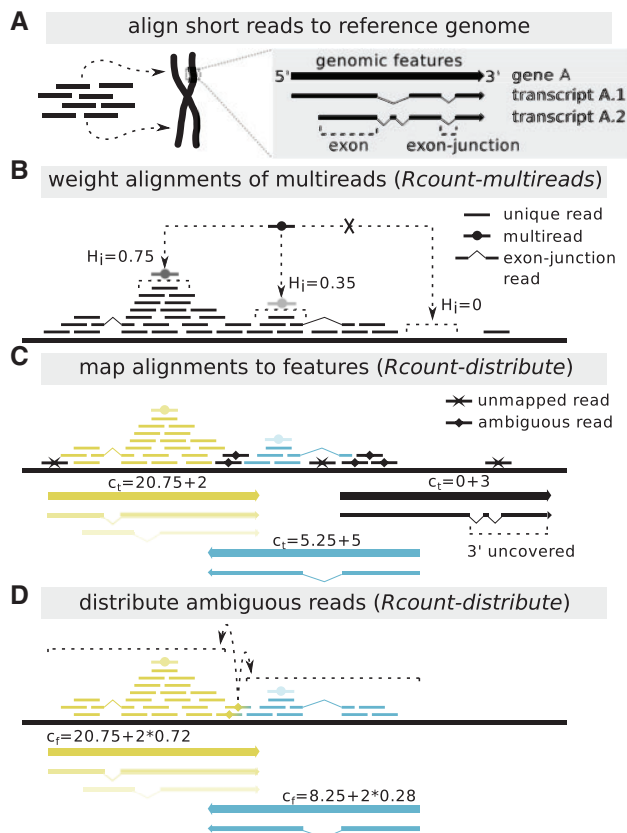 A
align short reads to reference genome
genomic features
5' 3' gene A
transcript A.1
transcript A.2
exon exon-junction
B
weight alignments of multireads (Rcount-multireads)
unique read
multiread
exon-junction
read
Hi=0.75
Hi=0.35
Hi=0
C
map alignments to features (Rcount-distribute)
unmapped read
ambiguous read
ct=20.75+2
ct=0+3
3' uncovered
ct=5.25+5
D
distribute ambiguous reads (Rcount-distribute)
cf=20.75+2*0.72
cf=8.25+2*0.28